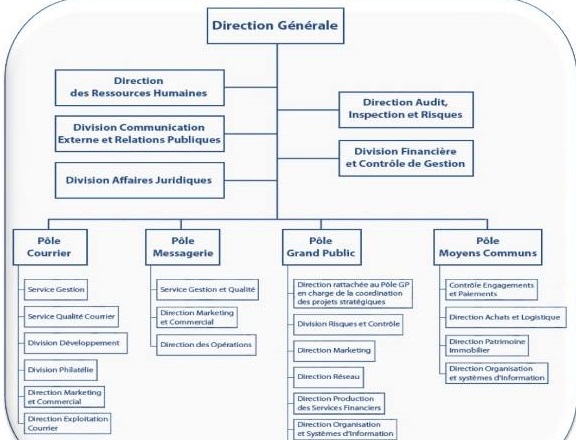 Direction Générale
Direction
des Ressources Humaines
Direction Audit,
Inspection et Risques
Division Communication
Externe et Relations Publiques
Division Financière
et Contrôle de Gestion
Division Affaires Juridiques
Pôle
Courrier
Service Gestion
Service Qualité Courrier
Division Développement
Division Philatélie
Direction Marketing
et Commercial
Direction Exploitation
Courrier
Pôle
Messagerie
Service Gestion et Qualité
Direction Marketing
et Commercial
Direction des Opérations
Pôle
Grand Public
Direction rattachée au Pôle GP
en charge de la coordination
des projets stratégiques
Division Risques et Contrôle
Direction Marketing
Direction Réseau
Direction Production
des Services Financiers
Direction Organisation
et Systèmes d'Information
Pôle
Moyens Communs
Contrôle Engagements
et Paiements
Direction Achats et Logistique
Direction Patrimoine
Immobilier
Direction Organisation
et systèmes d'Information